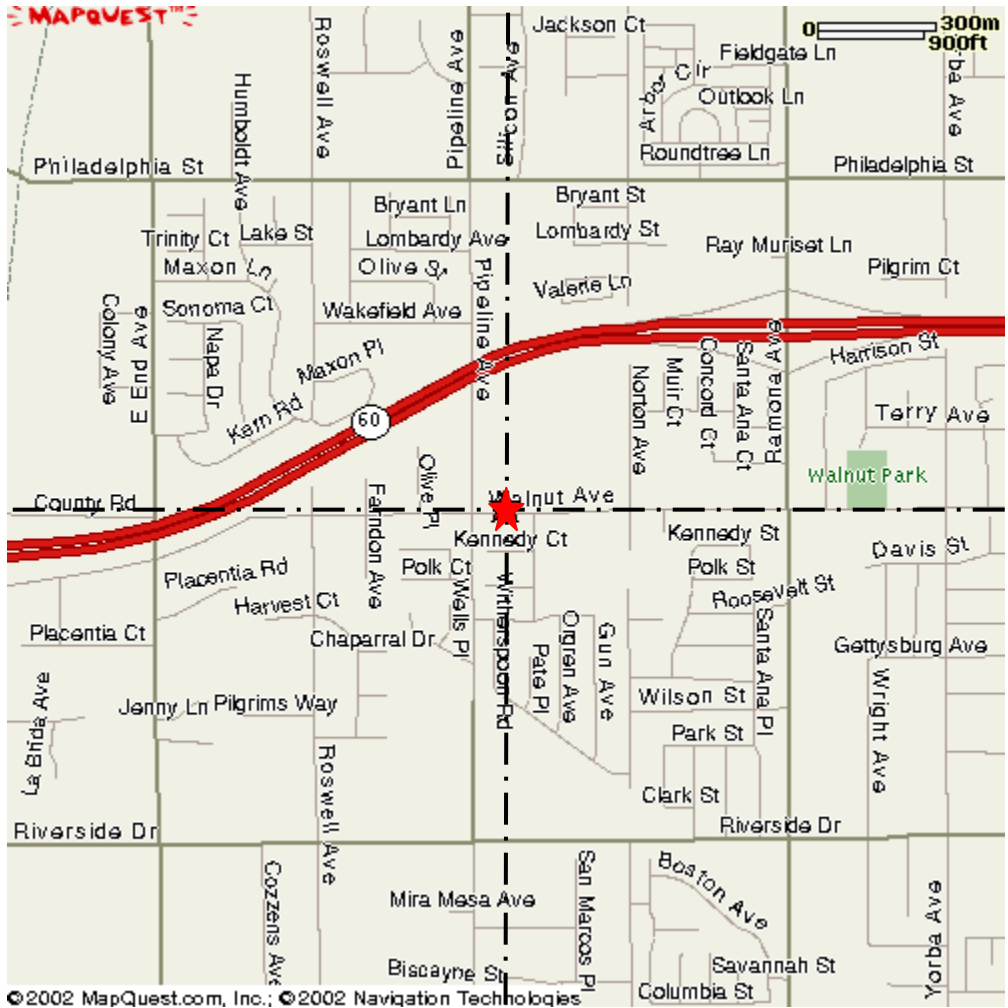 MAPQUEST™
0 300m
900ft
Jackson Ct
Fieldgate Ln
Arbor Cir
Outlook Ln
Roundtree Ln
Roswell Ave
Pipeline Ave
Silicon Ave
Yorba Ave
Humboldt Ave
Philadelphia St
Philadelphia St
Bryant Ln
Bryant St
Trinity Ct
Lake St
Lombardy Ave
Lombardy St
Ray Muriset Ln
Maxon Ln
Olive St
Pilgrim Ct
Valerie Ln
Sonoma Ct
Wakefield Ave
Pipeline Ave
Colony Ave
E End Ave
Napa Dr
Maxon Pl
Harrison St
Ramona Ave
Concord Ct
Santa Ana Ct
Muir Ct
Norton Ave
Kern Rd
60
Terry Ave
Olive Pl
Walnut Park
County Rd
Walnut Ave
Farndon Ave
Kennedy Ct
Kennedy St
Davis St
Placentia Rd
Polk Ct
Polk St
Roosevelt St
Harvest Ct
Wells Pl
Witherspoon Rd
Placentia Ct
Chaparral Dr
Pate Pl
Ogren Ave
Gun Ave
Santa Ana Pl
Gettysburg Ave
La Brida Ave
Jenny Ln
Pilgrims Way
Wilson St
Wright Ave
Park St
Roswell Ave
Clark St
Riverside Dr
Riverside Dr
Cozzens Ave
Mira Mesa Ave
San Marcos Pl
Boston Ave
Yorba Ave
Biscayne St
Savannah St
Columbia St
©2002 MapQuest.com, Inc.; ©2002 Navigation Technologies